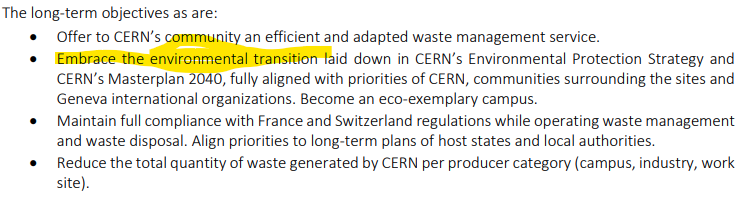 The long-term objectives as are:
• Offer to CERN's community an efficient and adapted waste management service.
• Embrace the environmental transition laid down in CERN's Environmental Protection Strategy and
CERN's Masterplan 2040, fully aligned with priorities of CERN, communities surrounding the sites and
Geneva international organizations. Become an eco-exemplary campus.
• Maintain full compliance with France and Switzerland regulations while operating waste management
and waste disposal. Align priorities to long-term plans of host states and local authorities.
• Reduce the total quantity of waste generated by CERN per producer category (campus, industry, work
site).